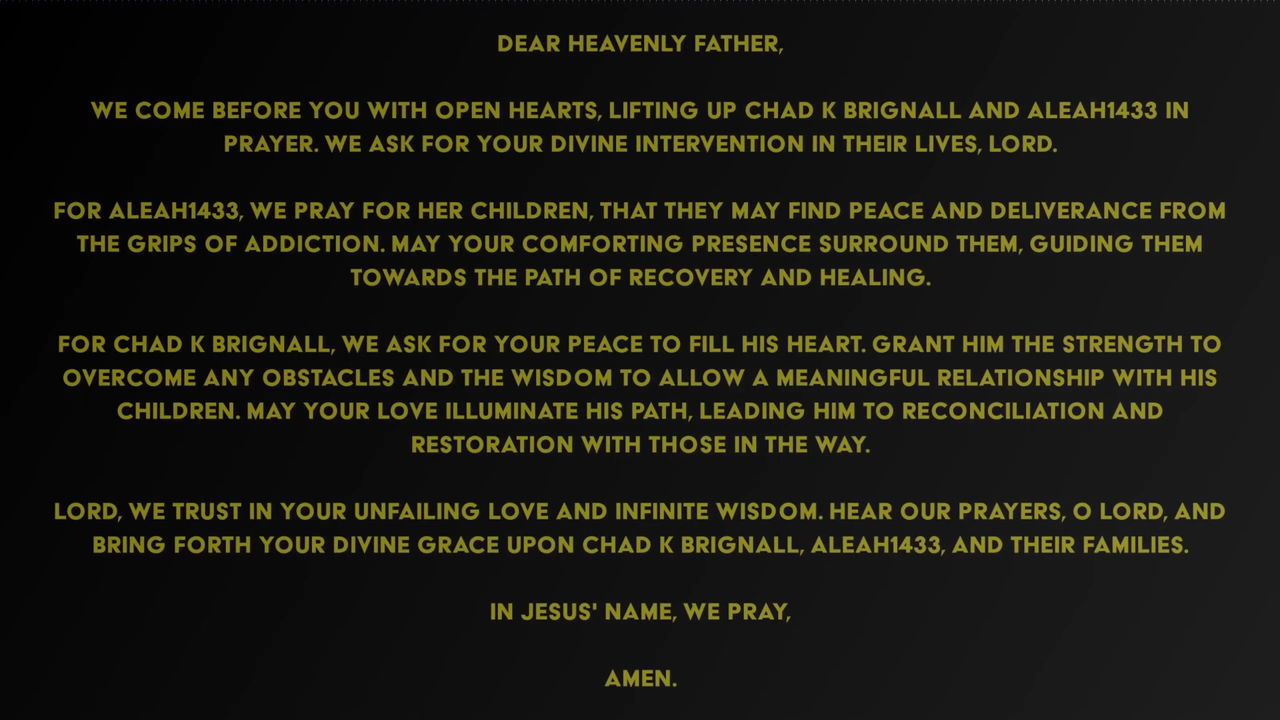 DEAR HEAVENLY FATHER,
WE COME BEFORE YOU WITH OPEN HEARTS, LIFTING UP CHAD K BRIGNALL AND ALEAH1433 IN
PRAYER. WE ASK FOR YOUR DIVINE INTERVENTION IN THEIR LIVES, LORD.
FOR ALEAH1433, WE PRAY FOR HER CHILDREN, THAT THEY MAY FIND PEACE AND DELIVERANCE FROM
THE GRIPS OF ADDICTION. MAY YOUR COMFORTING PRESENCE SURROUND THEM, GUIDING THEM
TOWARDS THE PATH OF RECOVERY AND HEALING.
FOR CHAD K BRIGNALL, WE ASK FOR YOUR PEACE TO FILL HIS HEART. GRANT HIM THE STRENGTH TO
OVERCOME ANY OBSTACLES AND THE WISDOM TO ALLOW A MEANINGFUL RELATIONSHIP WITH HIS
CHILDREN. MAY YOUR LOVE ILLUMINATE HIS PATH, LEADING HIM TO RECONCILIATION AND
RESTORATION WITH THOSE IN THE WAY.
LORD, WE TRUST IN YOUR UNFAILING LOVE AND INFINITE WISDOM. HEAR OUR PRAYERS, O LORD, AND
BRING FORTH YOUR DIVINE GRACE UPON CHAD K BRIGNALL, ALEAH1433, AND THEIR FAMILIES.
IN JESUS' NAME, WE PRAY,
AMEN.